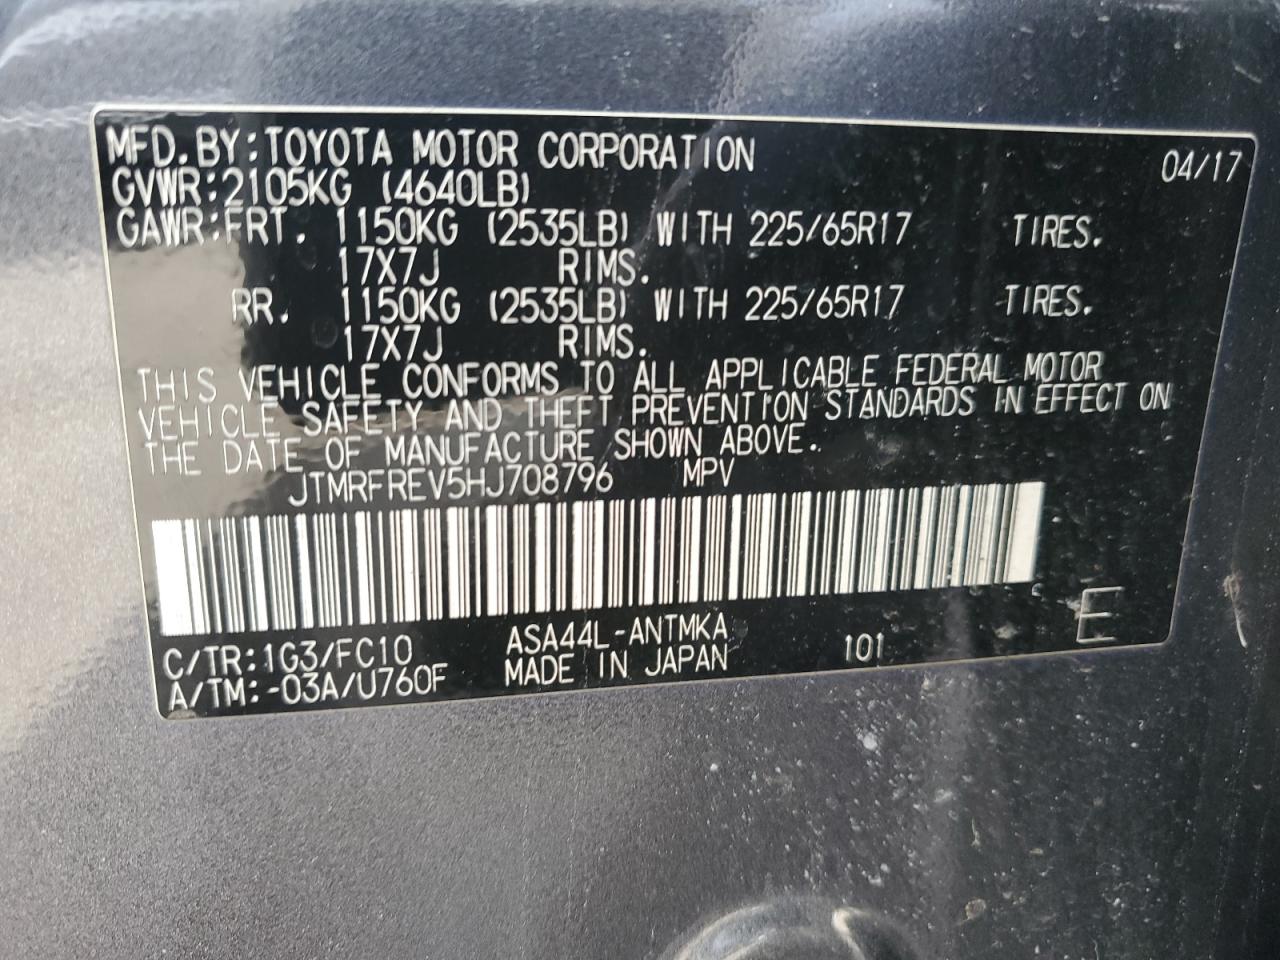 MFD.BY:TOYOTA MOTOR CORPORATION 04/17
GVWR:2105KG (4640LB)
GAWR:FRT. 1150KG (2535LB) WITH 225/65R17 TIRES.
17X7J RIMS.
RR. 1150KG (2535LB) WITH 225/65R17 TIRES.
17X7J RIMS.
THIS VEHICLE CONFORMS TO ALL APPLICABLE FEDERAL MOTOR
VEHICLE SAFETY AND THEFT PREVENTION STANDARDS IN EFFECT ON
THE DATE OF MANUFACTURE SHOWN ABOVE.
JTMRFREV5HJ708796 MPV
C/TR:1G3/FC10 ASA44L-ANTMKA 101 E
A/TM:-03A/U760F MADE IN JAPAN